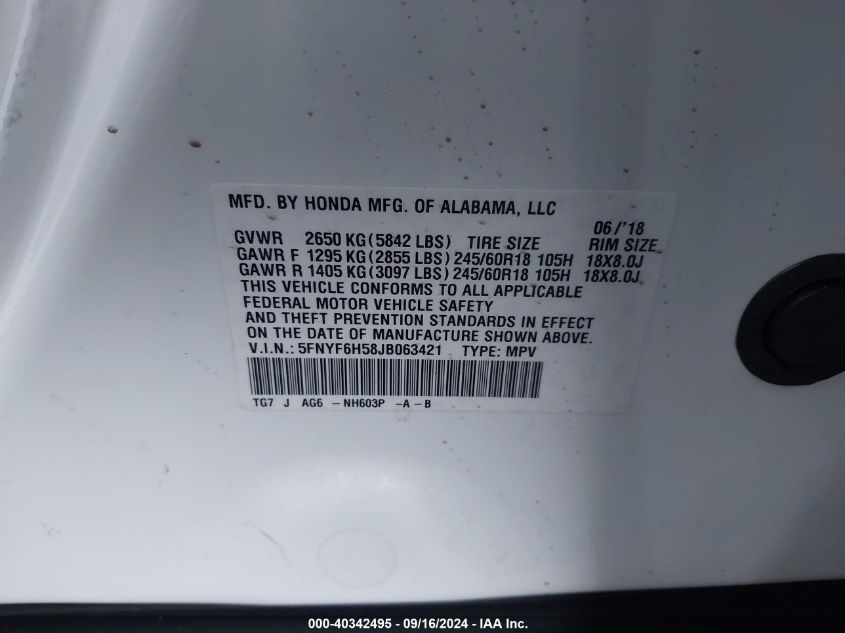 MFD. BY HONDA MFG. OF ALABAMA, LLC
06/'18
GVWR 2650 KG(5842 LBS) TIRE SIZE RIM SIZE
GAWR F 1295 KG(2855 LBS) 245/60R18 105H 18X8.0J
GAWR R 1405 KG(3097 LBS) 245/60R18 105H 18X8.0J
THIS VEHICLE CONFORMS TO ALL APPLICABLE
FEDERAL MOTOR VEHICLE SAFETY
AND THEFT PREVENTION STANDARDS IN EFFECT
ON THE DATE OF MANUFACTURE SHOWN ABOVE.
V.I.N.: 5FNYF6H58JB063421 TYPE: MPV
TG7 J AG6 -NH603P -A-B
000-40342495 - 09/16/2024 - IAA Inc.